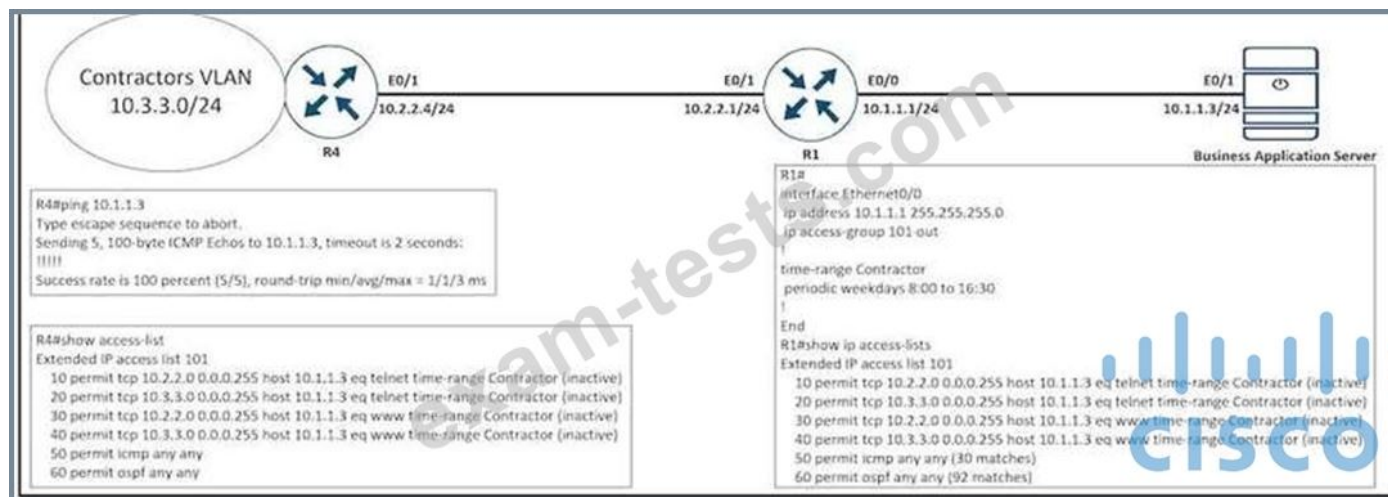 Contractors VLAN
10.3.3.0/24
E0/1
10.2.2.4/24
R4
E0/1
10.2.2.1/24
E0/0
10.1.1.1/24
R1
E0/1
10.1.1.3/24
Business Application Server
R4#ping 10.1.1.3
Type escape sequence to abort.
Sending 5, 100-byte ICMP Echos to 10.1.1.3, timeout is 2 seconds:
!!!!!
Success rate is 100 percent (5/5), round-trip min/avg/max = 1/1/3 ms
R4#show access-list
Extended IP access list 101
10 permit tcp 10.2.2.0 0.0.0.255 host 10.1.1.3 eq telnet time-range Contractor (inactive)
20 permit tcp 10.3.3.0 0.0.0.255 host 10.1.1.3 eq telnet time-range Contractor (inactive)
30 permit tcp 10.2.2.0 0.0.0.255 host 10.1.1.3 eq www time-range Contractor (inactive)
40 permit tcp 10.3.3.0 0.0.0.255 host 10.1.1.3 eq www time-range Contractor (inactive)
50 permit icmp any any
60 permit ospf any any
R1#
interface Ethernet0/0
ip address 10.1.1.1 255.255.255.0
ip access-group 101 out
!
time-range Contractor
periodic weekdays 8:00 to 16:30
!
End
R1#show ip access-lists
Extended IP access list 101
10 permit tcp 10.2.2.0 0.0.0.255 host 10.1.1.3 eq telnet time-range Contractor (inactive)
20 permit tcp 10.3.3.0 0.0.0.255 host 10.1.1.3 eq telnet time-range Contractor (inactive)
30 permit tcp 10.2.2.0 0.0.0.255 host 10.1.1.3 eq www time-range Contractor (inactive)
40 permit tcp 10.3.3.0 0.0.0.255 host 10.1.1.3 eq www time-range Contractor (inactive)
50 permit icmp any any (30 matches)
60 permit ospf any any (92 matches)
exam-tests.com
CISCO